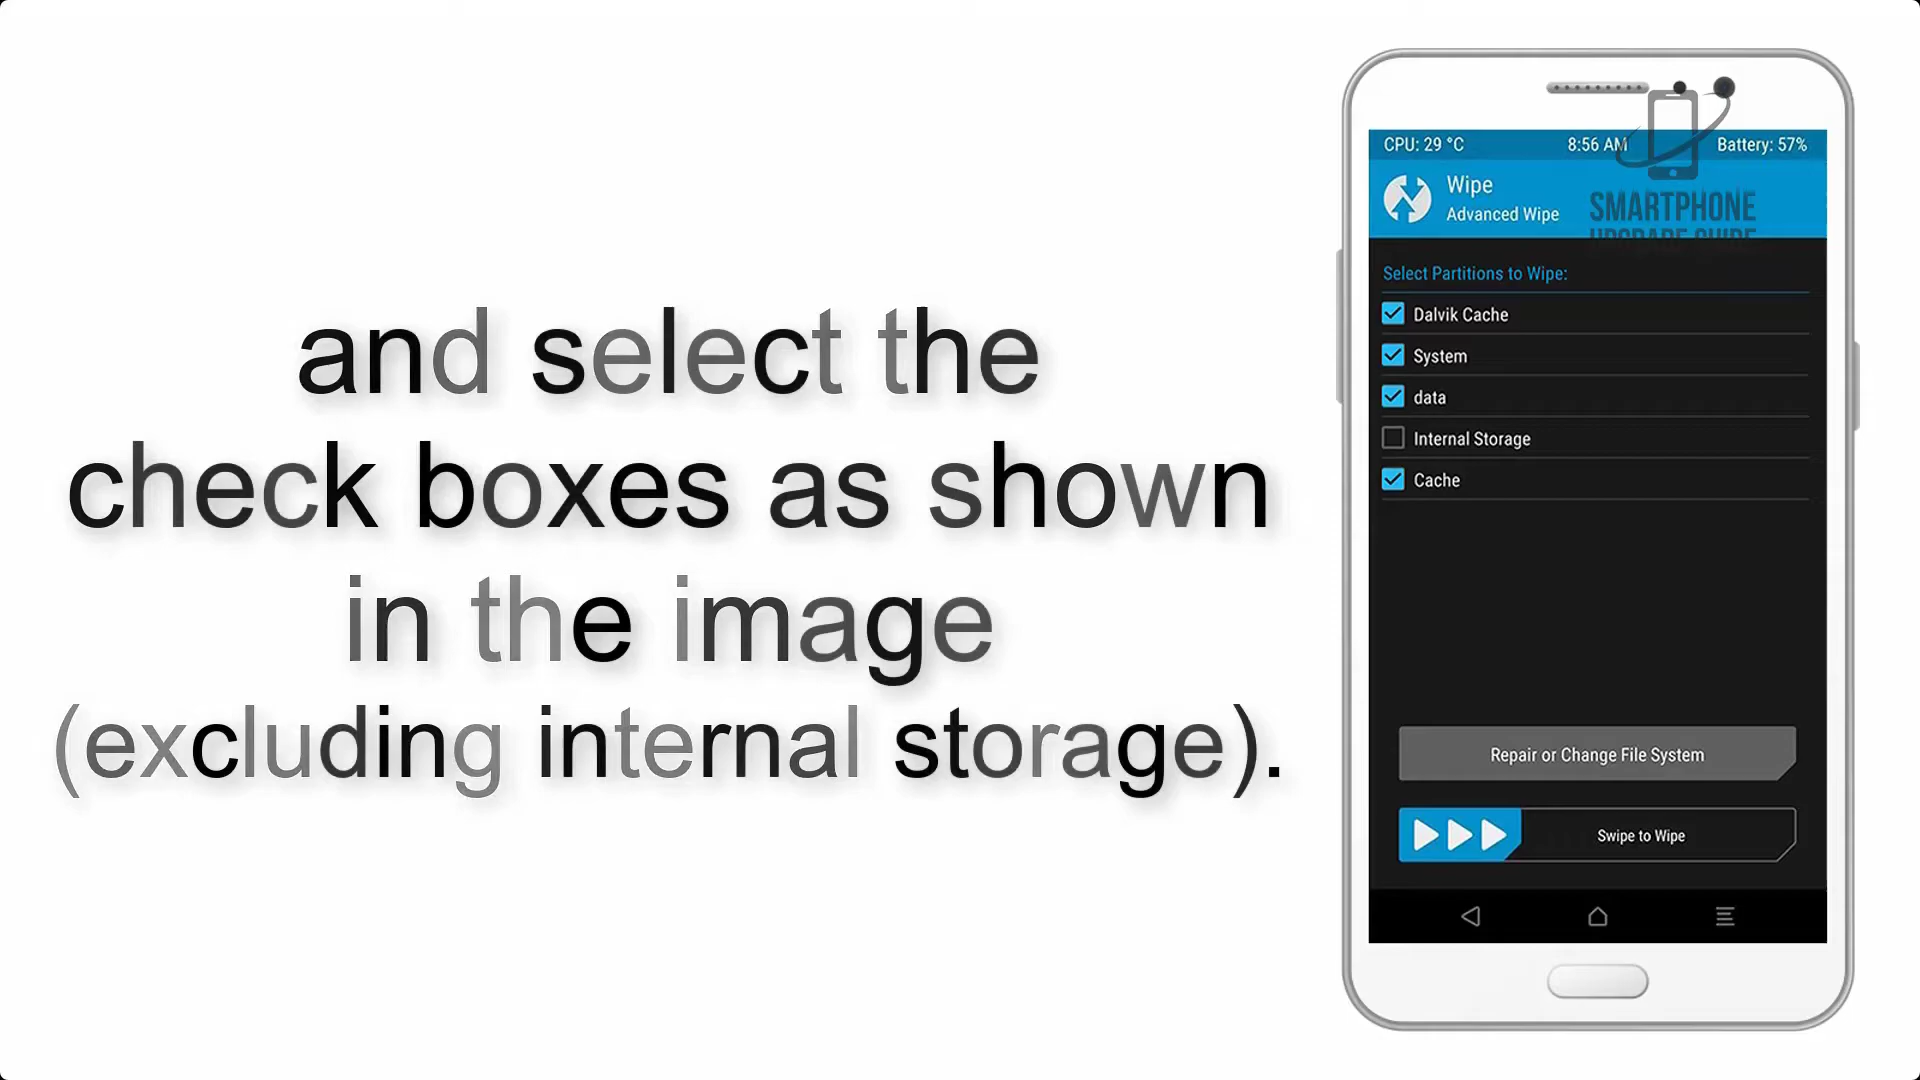 and select the
check boxes as shown
in the image
(excluding internal storage).
CPU: 29 °C 8:56 AM Battery: 57%
Wipe
Advanced Wipe
SMARTPHONE
UPGRADE GUIDE
Select Partitions to Wipe:
Dalvik Cache
System
data
Internal Storage
Cache
Repair or Change File System
Swipe to Wipe